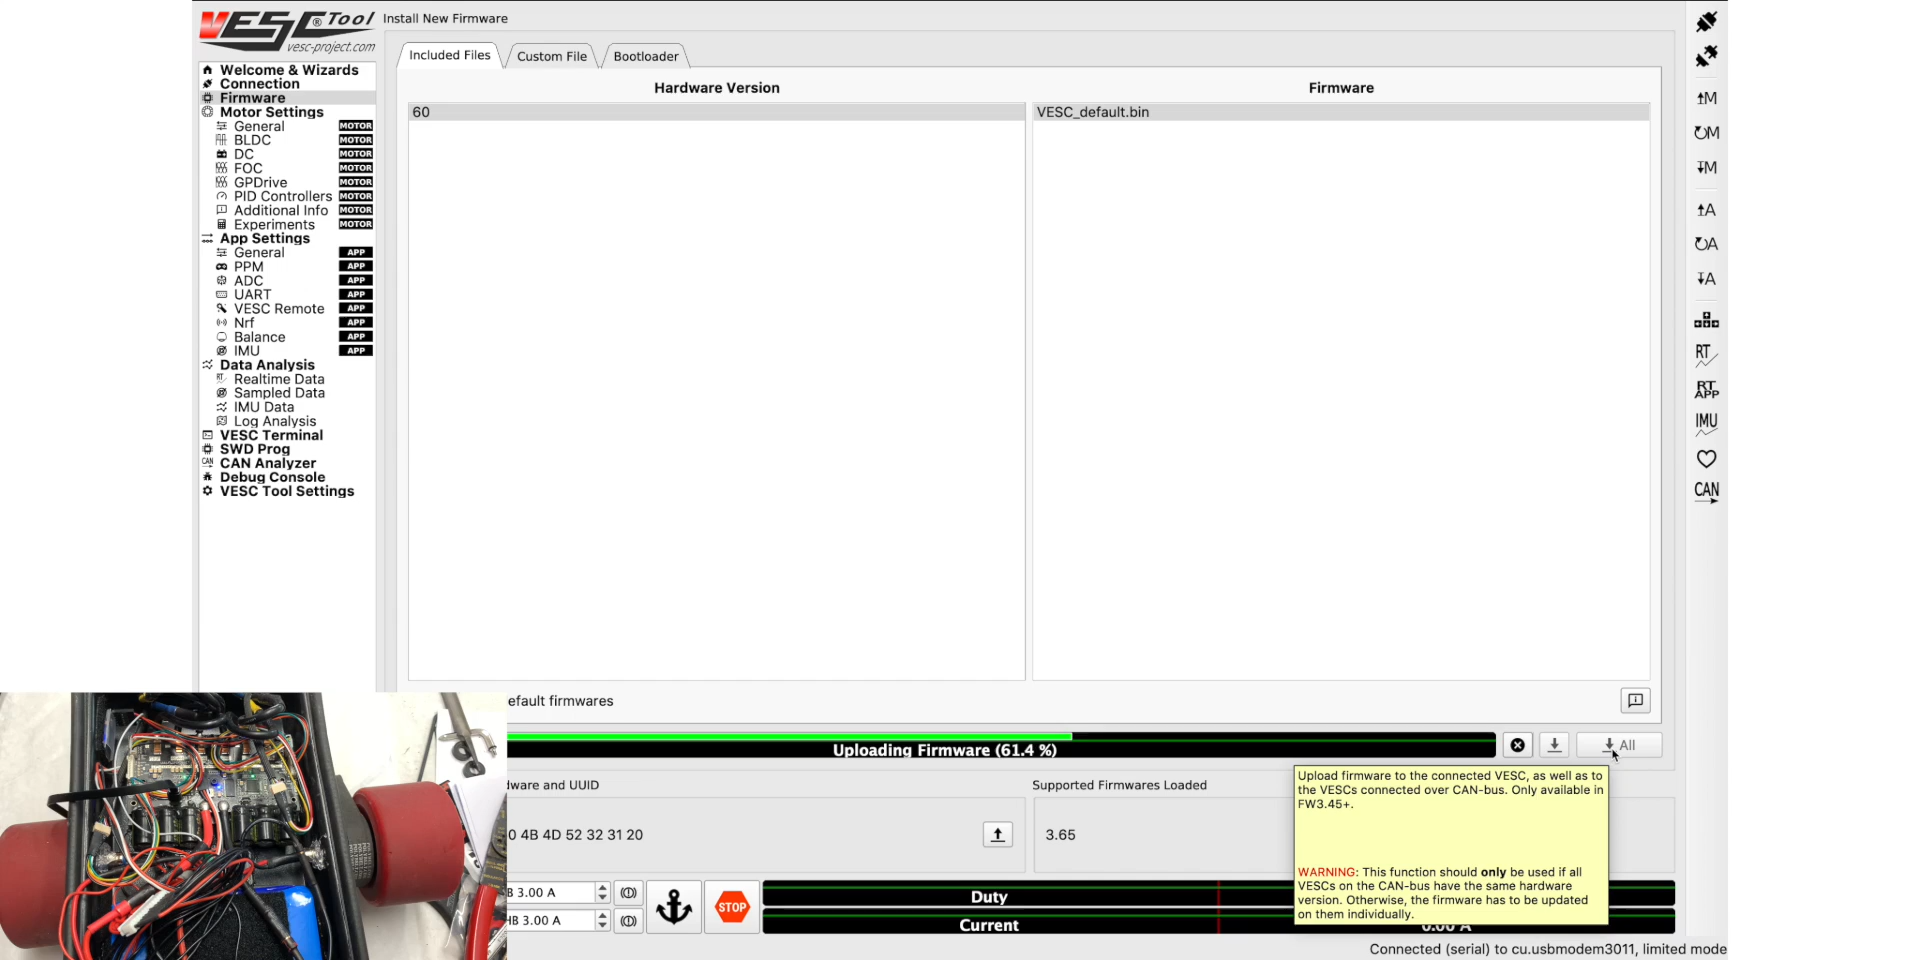 VESC® Tool
vesc-project.com
Install New Firmware
Included Files
Custom File
Bootloader
Welcome & Wizards
Connection
Firmware
Motor Settings
General MOTOR
BLDC MOTOR
DC MOTOR
FOC MOTOR
GPDrive MOTOR
PID Controllers MOTOR
Additional Info MOTOR
Experiments MOTOR
App Settings
General APP
PPM APP
ADC APP
UART APP
VESC Remote APP
Nrf APP
Balance APP
IMU APP
Data Analysis
Realtime Data
Sampled Data
IMU Data
Log Analysis
VESC Terminal
SWD Prog
CAN Analyzer
Debug Console
VESC Tool Settings
Hardware Version
60
Firmware
VESC_default.bin
efault firmwares
Uploading Firmware (61.4 %)
All
dware and UUID
0 4B 4D 52 32 31 20
Supported Firmwares Loaded
3.65
Upload firmware to the connected VESC, as well as to
the VESCs connected over CAN-bus. Only available in
FW3.45+.
WARNING: This function should only be used if all
VESCs on the CAN-bus have the same hardware
version. Otherwise, the firmware has to be updated
on them individually.
B 3.00 A
HB 3.00 A
STOP
Duty
Current
0.00 A
Connected (serial) to cu.usbmodem3011, limited mode
M
M
M
A
A
A
RT
RT
APP
IMU
CAN